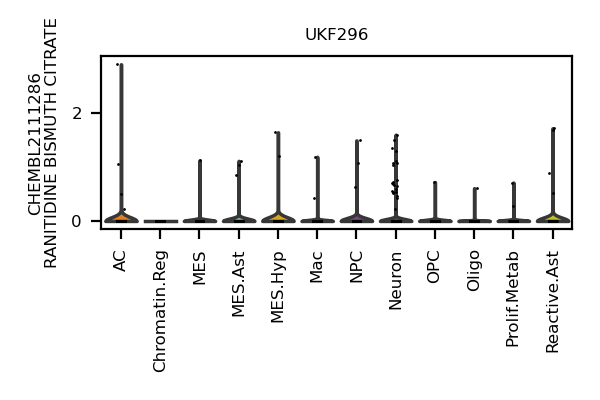 UKF296
CHEMBL2111286
RANITIDINE BISMUTH CITRATE
2
0
AC
Chromatin.Reg
MES
MES.Ast
MES.Hyp
Mac
NPC
Neuron
OPC
Oligo
Prolif.Metab
Reactive.Ast